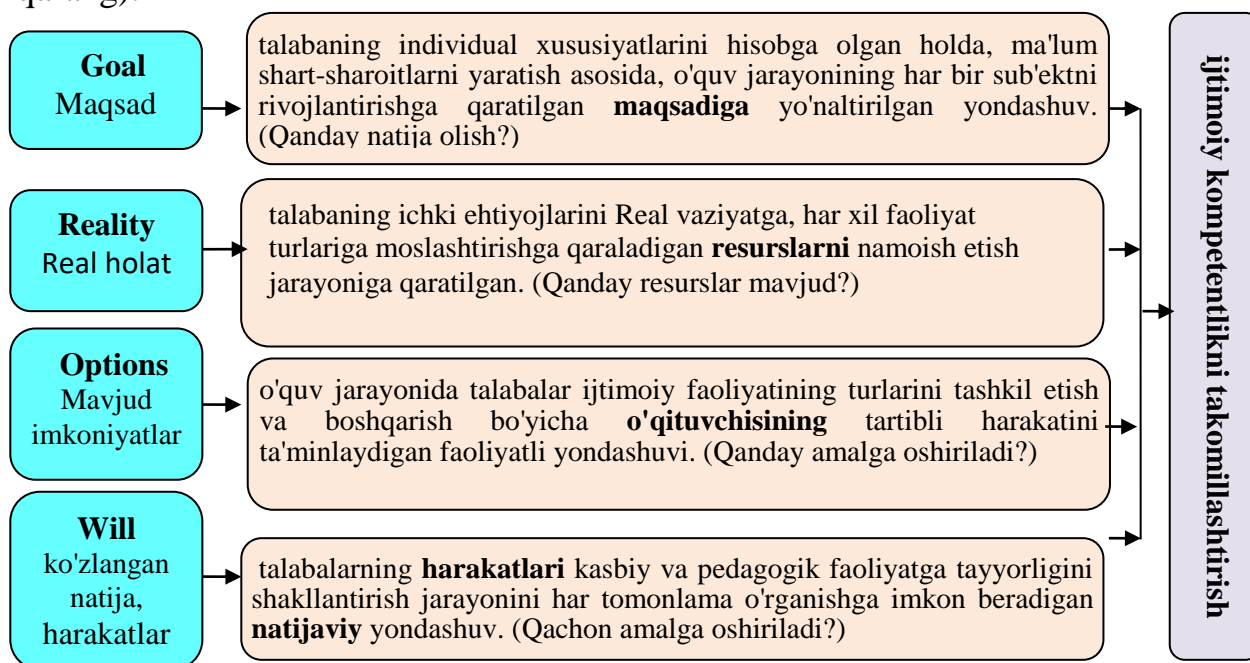 qarang).
Goal
Maqsad
talabaning individual xususiyatlarini hisobga olgan holda, ma'lum
shart-sharoitlarni yaratish asosida, o'quv jarayonining har bir sub'ektni
rivojlantirishga qaratilgan maqsadiga yo'naltirilgan yondashuv.
(Qanday natija olish?)
Reality
Real holat
talabaning ichki ehtiyojlarini Real vaziyatga, har xil faoliyat
turlariga moslashtirishga qaraladigan resurslarni namoish etish
jarayoniga qaratilgan. (Qanday resurslar mavjud?)
Options
Mavjud
imkoniyatlar
o'quv jarayonida talabalar ijtimoiy faoliyatining turlarini tashkil etish
va boshqarish bo'yicha o'qituvchisining tartibli harakatini
ta'minlaydigan faoliyatli yondashuvi. (Qanday amalga oshiriladi?)
Will
ko'zlangan
natija,
harakatlar
talabalarning harakatlari kasbiy va pedagogik faoliyatga tayyorligini
shakllantirish jarayonini har tomonlama o'rganishga imkon beradigan
natijaviy yondashuv. (Qachon amalga oshiriladi?)
ijtimoiy kompetentlikni takomillashtirish